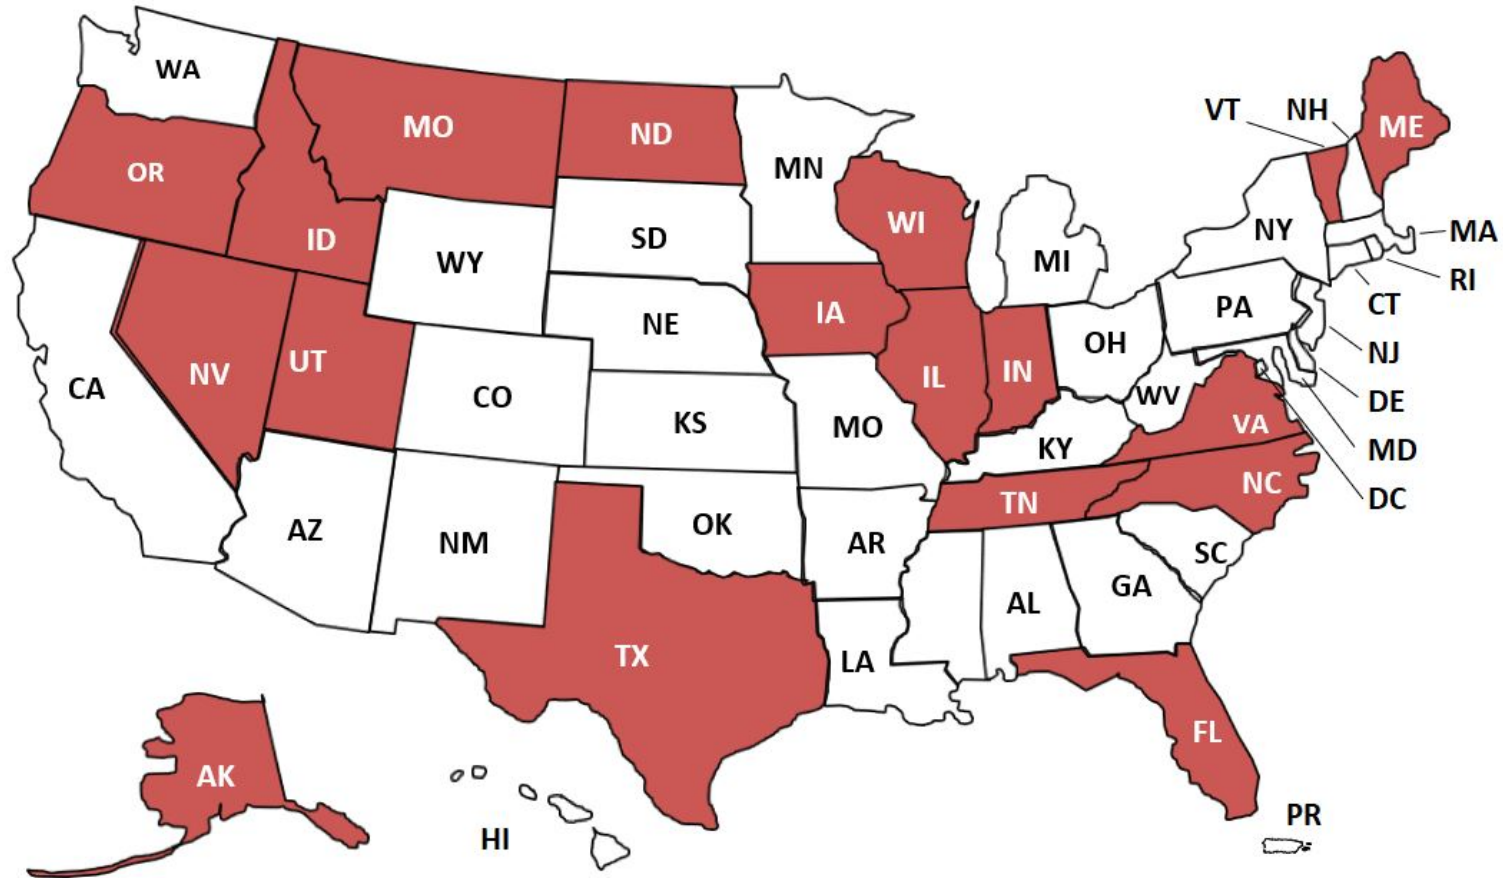 WA
MO
ND
MN
VT
NH
ME
OR
ID
WY
SD
WI
MI
NY
MA
RI
CT
NV
UT
NE
IA
IL
IN
OH
PA
NJ
DE
MD
DC
CA
CO
KS
MO
KY
WV
VA
AZ
NM
OK
AR
TN
NC
SC
TX
LA
AL
GA
FL
AK
HI
PR